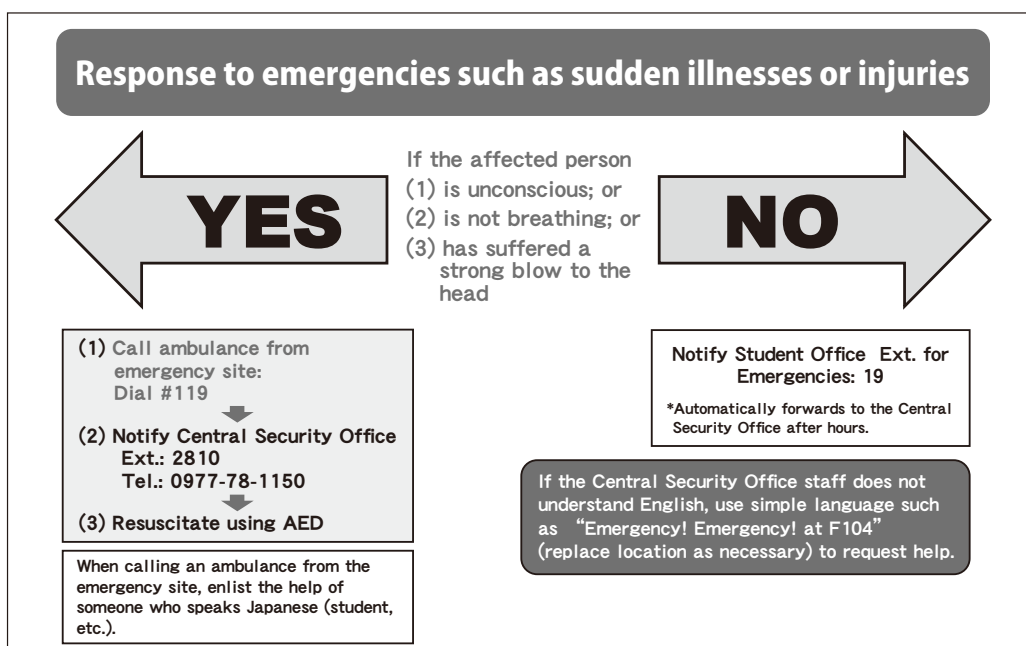 Response to emergencies such as sudden illnesses or injuries
YES
If the affected person
(1) is unconscious; or
(2) is not breathing; or
(3) has suffered a
strong blow to the
head
NO
(1) Call ambulance from
emergency site:
Dial #119
(2) Notify Central Security Office
Ext.: 2810
Tel.: 0977-78-1150
(3) Resuscitate using AED
When calling an ambulance from the
emergency site, enlist the help of
someone who speaks Japanese (student,
etc.).
Notify Student Office Ext. for
Emergencies: 19
*Automatically forwards to the Central
Security Office after hours.
If the Central Security Office staff does not
understand English, use simple language such
as “Emergency! Emergency! at F104”
(replace location as necessary) to request help.